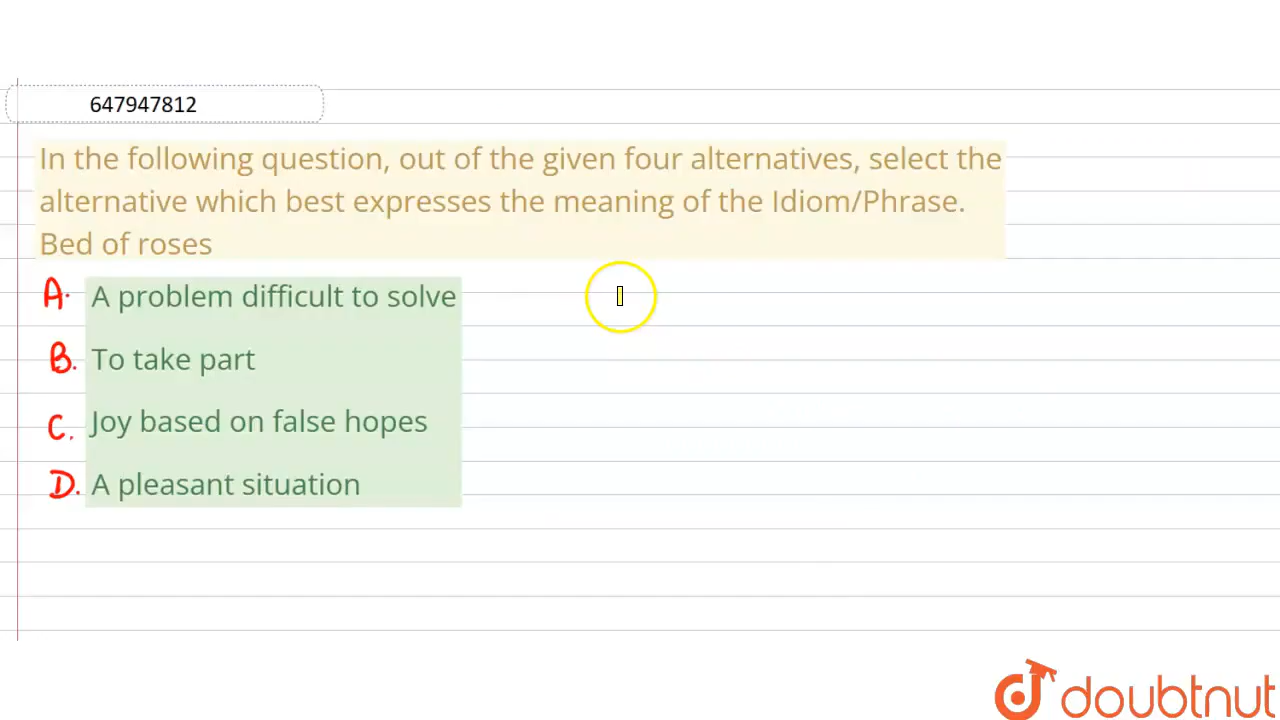 647947812
In the following question, out of the given four alternatives, select the
alternative which best expresses the meaning of the Idiom/Phrase.
Bed of roses
A. A problem difficult to solve
B. To take part
C. Joy based on false hopes
D. A pleasant situation
doubtnut